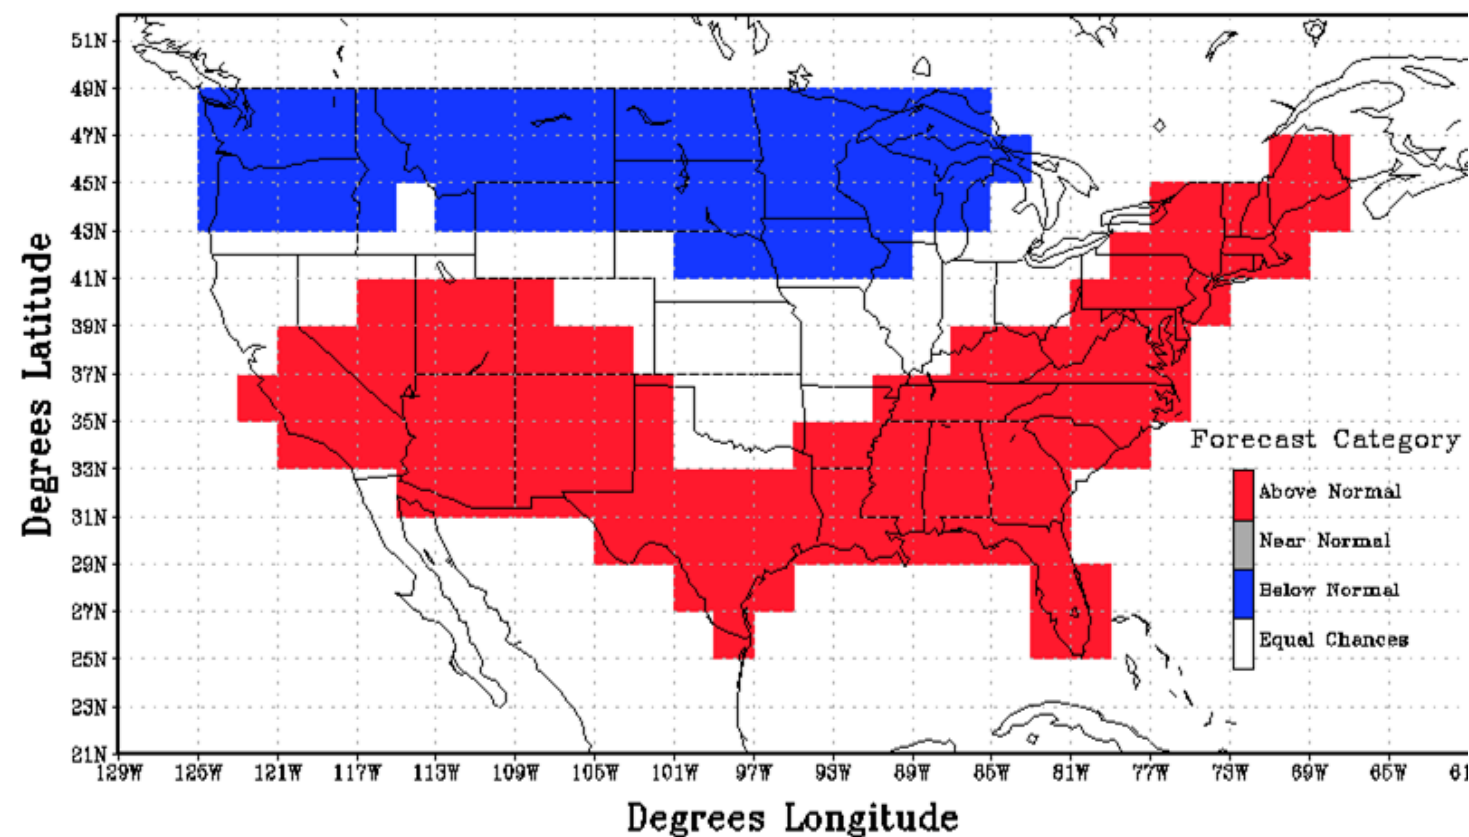 51N
49N
47N
45N
43N
41N
39N
37N
35N
33N
31N
29N
27N
25N
23N
21N
Degrees Latitude
129W 125W 121W 117W 113W 109W 105W 101W 97W 93W 89W 85W 81W 77W 73W 69W 65W 61
Degrees Longitude
Forecast Category
Above Normal
Near Normal
Below Normal
Equal Chances